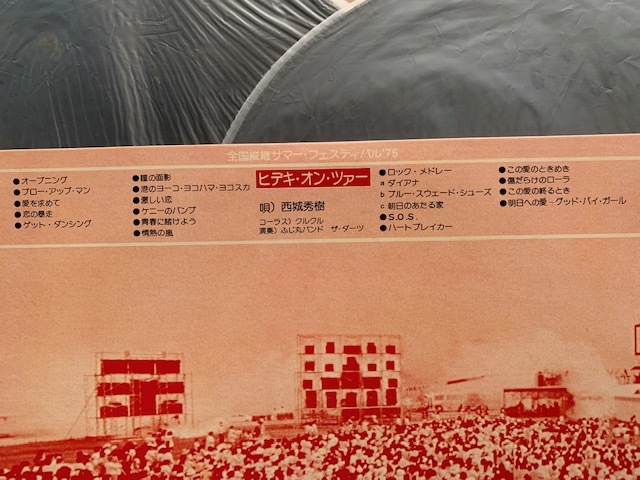 全国縦断サマー・フェスティバル'75
●オープニング
●ブロー・アップ・マン
●愛を求めて
●恋の暴走
●ゲット・ダンシング
●瞳の面影
●港のヨーコ・ヨコハマ・ヨコスカ
●激しい恋
●ケニーのバンプ
●青春に賭けよう
●情熱の嵐
ヒデキ・オン・ツァー
唄）西城秀樹
コーラス）クルクル
演奏）ふじ丸バンド ザ・ダーツ
●ロック・メドレー
a ダイアナ
b ブルー・スウェード・シューズ
c 朝日のあたる家
●S.O.S.
●ハートブレイカー
●この愛のときめき
●傷だらけのローラ
●この愛の終るとき
●明日への愛～グッド・バイ・ガール